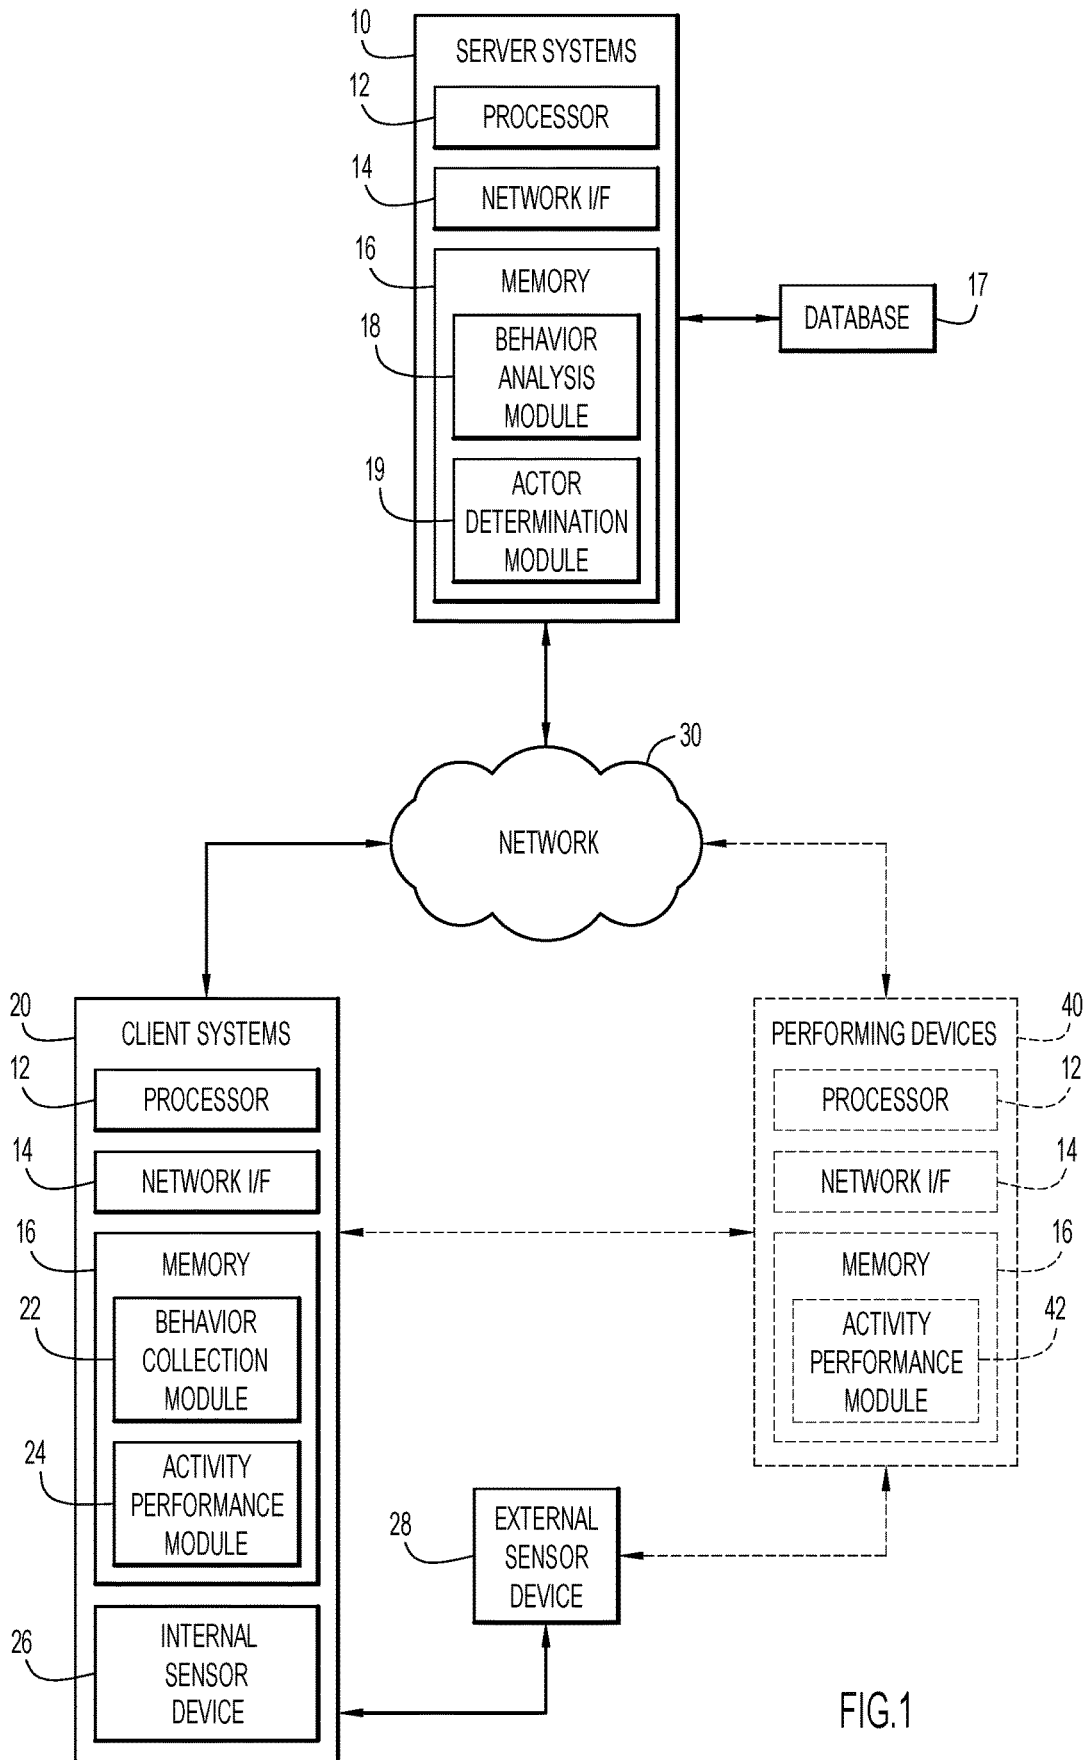 10
SERVER SYSTEMS
12
PROCESSOR
14
NETWORK I/F
16
MEMORY
18
BEHAVIOR
ANALYSIS
MODULE
19
ACTOR
DETERMINATION
MODULE
DATABASE
17
30
NETWORK
20
CLIENT SYSTEMS
12
PROCESSOR
14
NETWORK I/F
16
MEMORY
22
BEHAVIOR
COLLECTION
MODULE
24
ACTIVITY
PERFORMANCE
MODULE
26
INTERNAL
SENSOR
DEVICE
28
EXTERNAL
SENSOR
DEVICE
PERFORMING DEVICES
40
PROCESSOR
12
NETWORK I/F
14
MEMORY
16
ACTIVITY
PERFORMANCE
MODULE
42
FIG.1